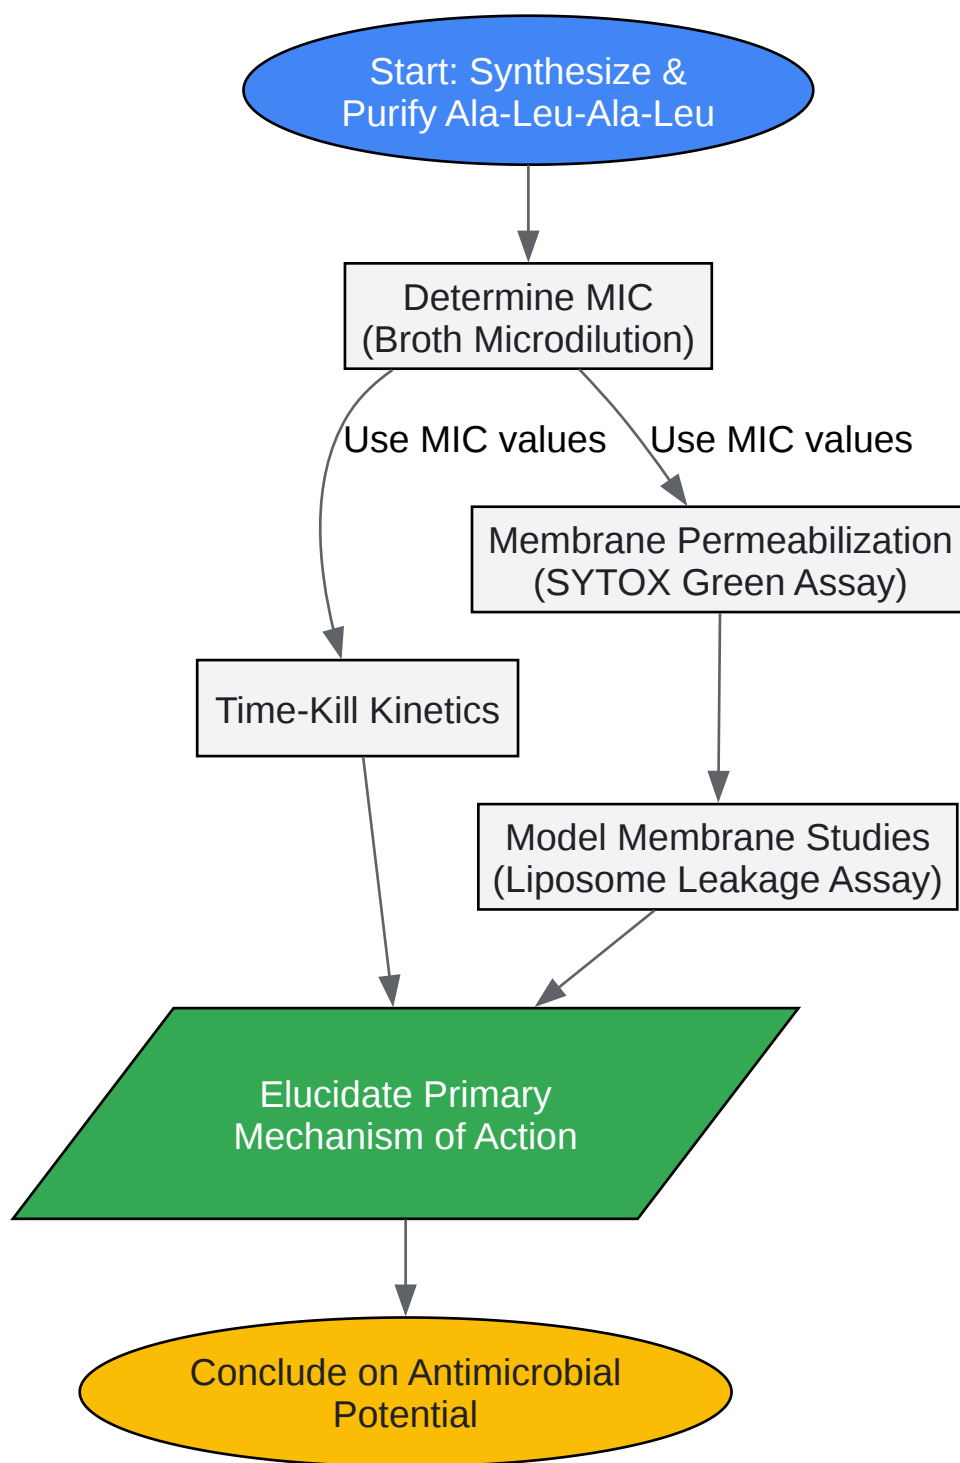 Start: Synthesize &
Purify Ala-Leu-Ala-Leu
Determine MIC
(Broth Microdilution)
Use MIC values
Use MIC values
Membrane Permeabilization
(SYTOX Green Assay)
Time-Kill Kinetics
Model Membrane Studies
(Liposome Leakage Assay)
Elucidate Primary
Mechanism of Action
Conclude on Antimicrobial
Potential